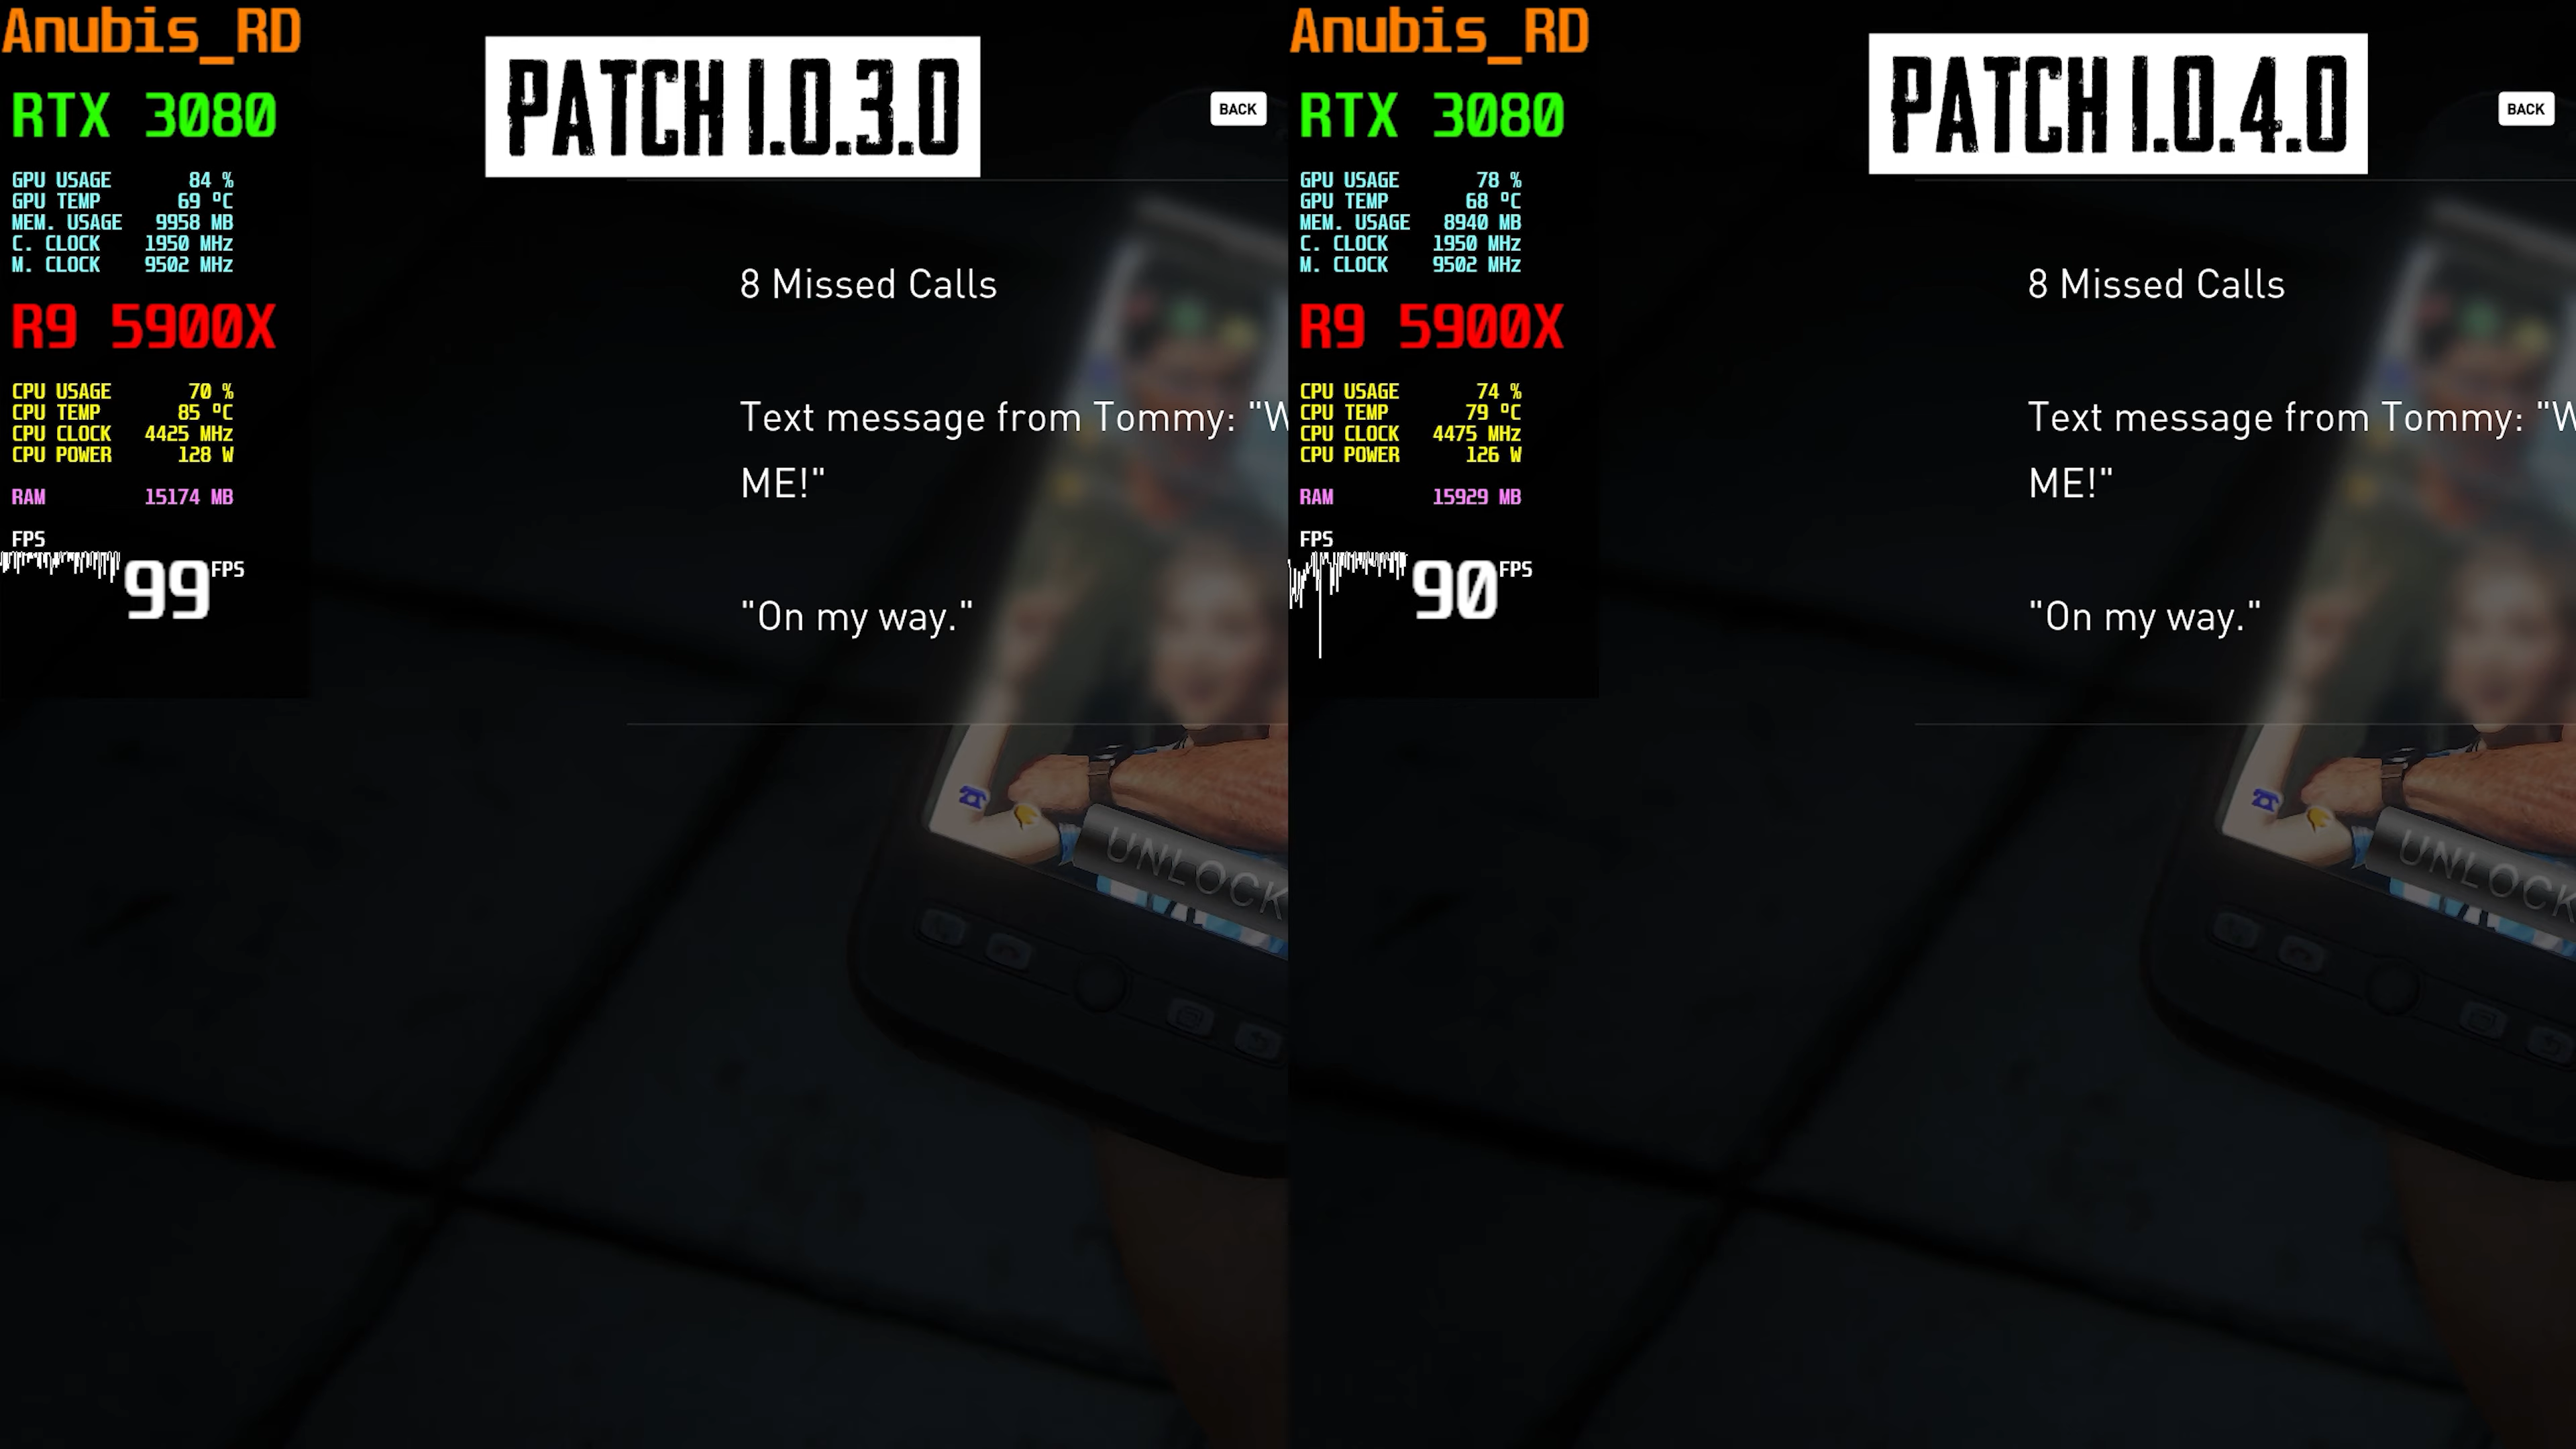 Anubis_RD
RTX 3080
GPU USAGE 84 %
GPU TEMP 69 ºC
MEM. USAGE 9958 MB
C. CLOCK 1950 MHz
M. CLOCK 9502 MHz
R9 5900X
CPU USAGE 70 %
CPU TEMP 85 ºC
CPU CLOCK 4425 MHz
CPU POWER 128 W
RAM 15174 MB
FPS
99 FPS
PATCH 1.0.3.0
BACK
8 Missed Calls
Text message from Tommy: "W
ME!"
"On my way."
UNLOCK
Anubis_RD
RTX 3080
GPU USAGE 78 %
GPU TEMP 68 ºC
MEM. USAGE 8940 MB
C. CLOCK 1950 MHz
M. CLOCK 9502 MHz
R9 5900X
CPU USAGE 74 %
CPU TEMP 79 ºC
CPU CLOCK 4475 MHz
CPU POWER 126 W
RAM 15929 MB
FPS
90 FPS
PATCH 1.0.4.0
BACK
8 Missed Calls
Text message from Tommy: "W
ME!"
"On my way."
UNLOCK